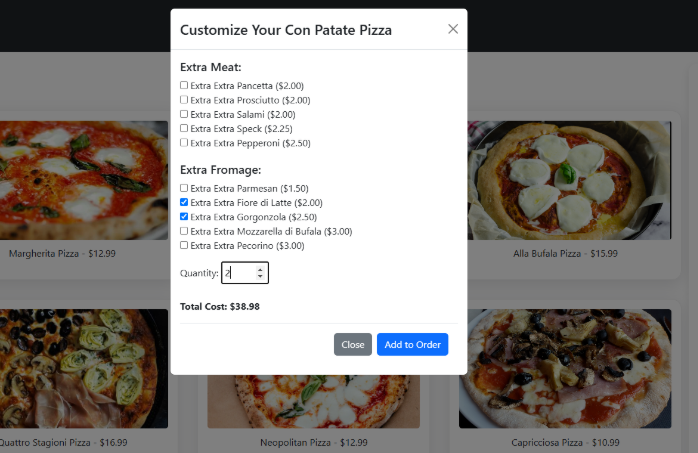 Customize Your Con Patate Pizza
Extra Meat:
Extra Extra Pancetta ($2.00)
Extra Extra Prosciutto ($2.00)
Extra Extra Salami ($2.00)
Extra Extra Speck ($2.25)
Extra Extra Pepperoni ($2.50)
Extra Fromage:
Extra Extra Parmesan ($1.50)
Extra Extra Fiore di Latte ($2.00)
Extra Extra Gorgonzola ($2.50)
Extra Extra Mozzarella di Bufala ($3.00)
Extra Extra Pecorino ($3.00)
Quantity: 2
Total Cost: $38.98
Close Add to Order
Margherita Pizza - $12.99
Alla Bufala Pizza - $15.99
Quattro Stagioni Pizza - $16.99
Neopolitan Pizza - $12.99
Capricciosa Pizza - $10.99